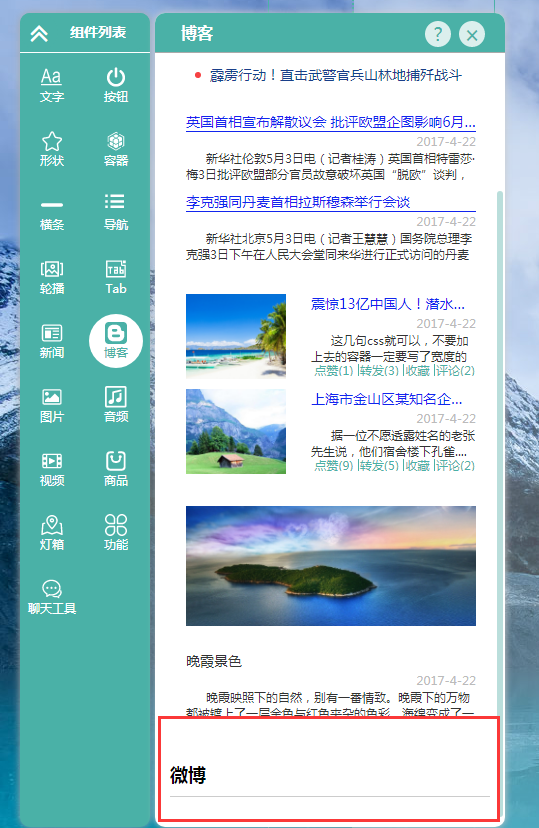 组件列表
文字 按钮
形状 容器
横条 导航
轮播 Tab
新闻 博客
图片 音频
视频 商品
灯箱 功能
聊天工具
博客
霹雳行动！直击武警官兵山林地捕歼战斗
英国首相宣布解散议会 批评欧盟企图影响6月...
2017-4-22
新华社伦敦5月3日电（记者桂涛）英国首相特雷莎·
梅3日批评欧盟部分官员故意破坏英国“脱欧”谈判，
李克强同丹麦首相拉斯穆森举行会谈
2017-4-22
新华社北京5月3日电（记者王慧慧）国务院总理李
克强3日下午在人民大会堂同来华进行正式访问的丹麦
震惊13亿中国人！潜水...
2017-4-22
这几句css就可以，不要加
上去的容器一定要写了宽度的
点赞(1) |转发(3) |收藏 |评论(2)
上海市金山区某知名企...
2017-4-22
据一位不愿透露姓名的老张
先生说，他们宿舍楼下孔雀....
点赞(9) |转发(5) |收藏 |评论(2)
晚霞景色
2017-4-22
晚霞映照下的自然，别有一番情致。晚霞下的万物
都被镀上了一层金色与红色夹杂的色彩，海绵变成了一
微博